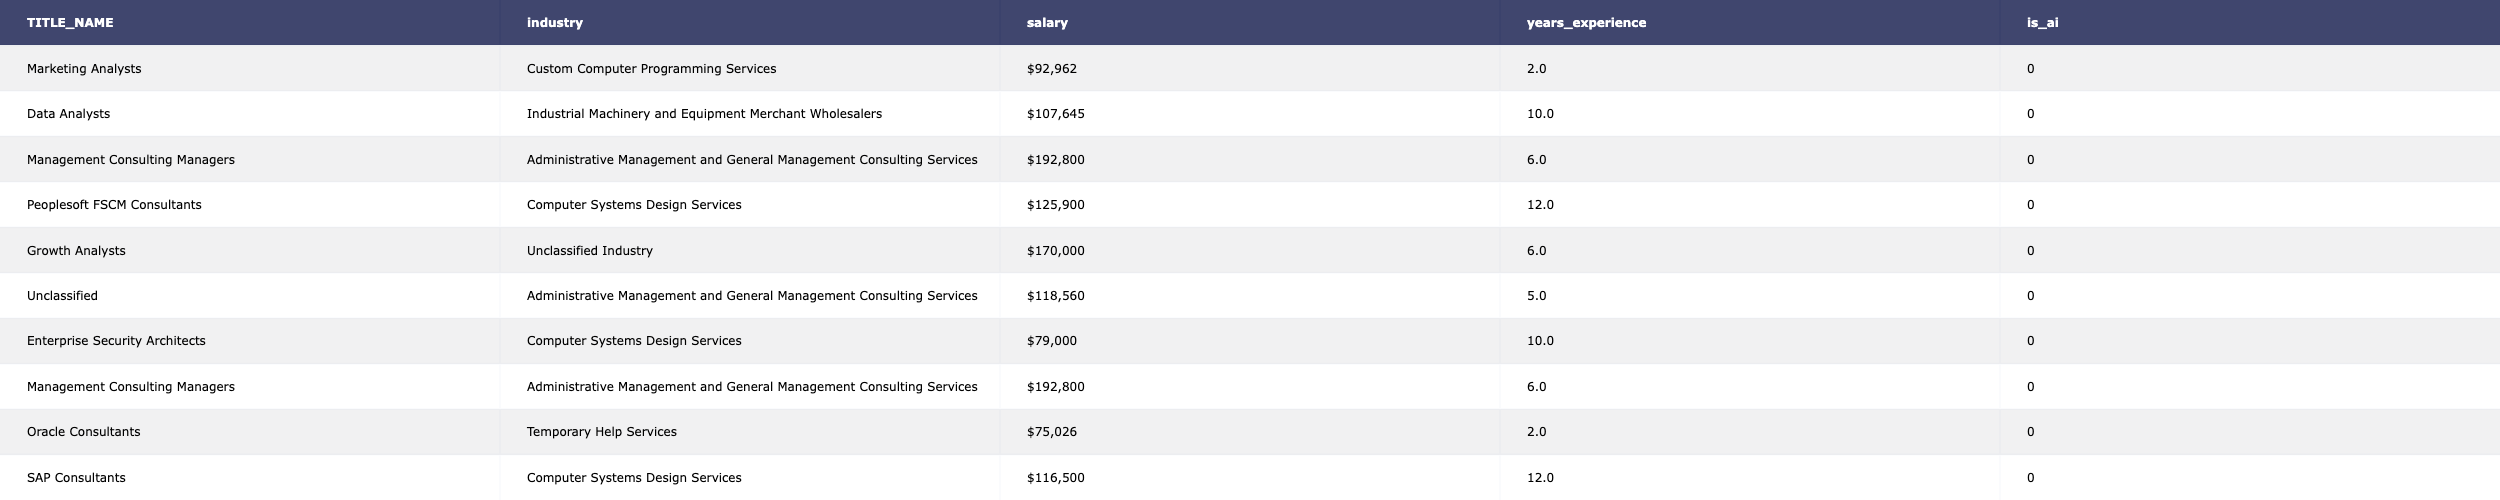 TITLE_NAME industry salary years_experience is_ai
Marketing Analysts Custom Computer Programming Services $92,962 2.0 0
Data Analysts Industrial Machinery and Equipment Merchant Wholesalers $107,645 10.0 0
Management Consulting Managers Administrative Management and General Management Consulting Services $192,800 6.0 0
Peoplesoft FSCM Consultants Computer Systems Design Services $125,900 12.0 0
Growth Analysts Unclassified Industry $170,000 6.0 0
Unclassified Administrative Management and General Management Consulting Services $118,560 5.0 0
Enterprise Security Architects Computer Systems Design Services $79,000 10.0 0
Management Consulting Managers Administrative Management and General Management Consulting Services $192,800 6.0 0
Oracle Consultants Temporary Help Services $75,026 2.0 0
SAP Consultants Computer Systems Design Services $116,500 12.0 0